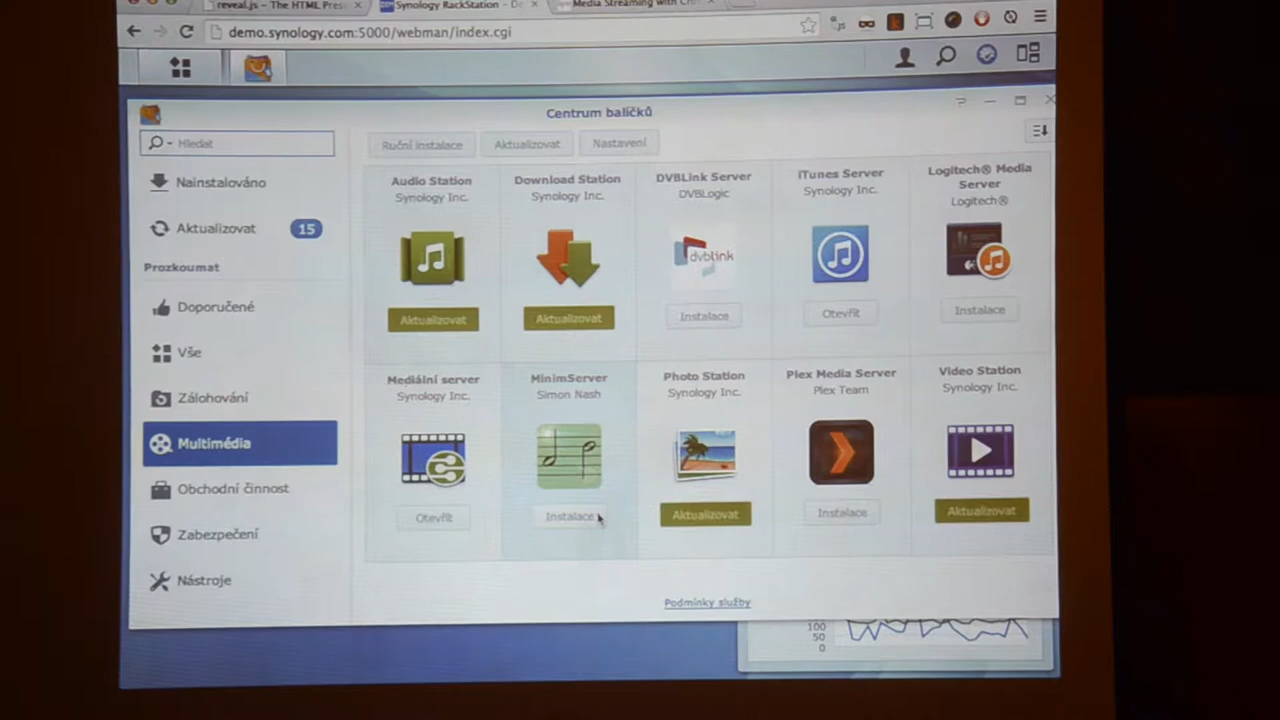 reveal.js – The HTML Pres
Synology RackStation - De
Media Streaming with
demo.synology.com:5000/webman/index.cgi
Centrum balíčků
Hledat
Ruční instalace
Aktualizovat
Nastavení
Nainstalováno
Aktualizovat
15
Prozkoumat
Doporučené
Vše
Zálohování
Multimédia
Obchodní činnost
Zabezpečení
Nástroje
Audio Station
Synology Inc.
Aktualizovat
Download Station
Synology Inc.
Aktualizovat
DVBLink Server
DVBLogic
dvblink
Instalace
iTunes Server
Synology Inc.
Otevřít
Logitech® Media
Server
Logitech®
Instalace
Mediální server
Synology Inc.
Otevřít
MinimServer
Simon Nash
Instalace
Photo Station
Synology Inc.
Aktualizovat
Plex Media Server
Plex Team
Instalace
Video Station
Synology Inc.
Aktualizovat
Podmínky služby
100
50
0